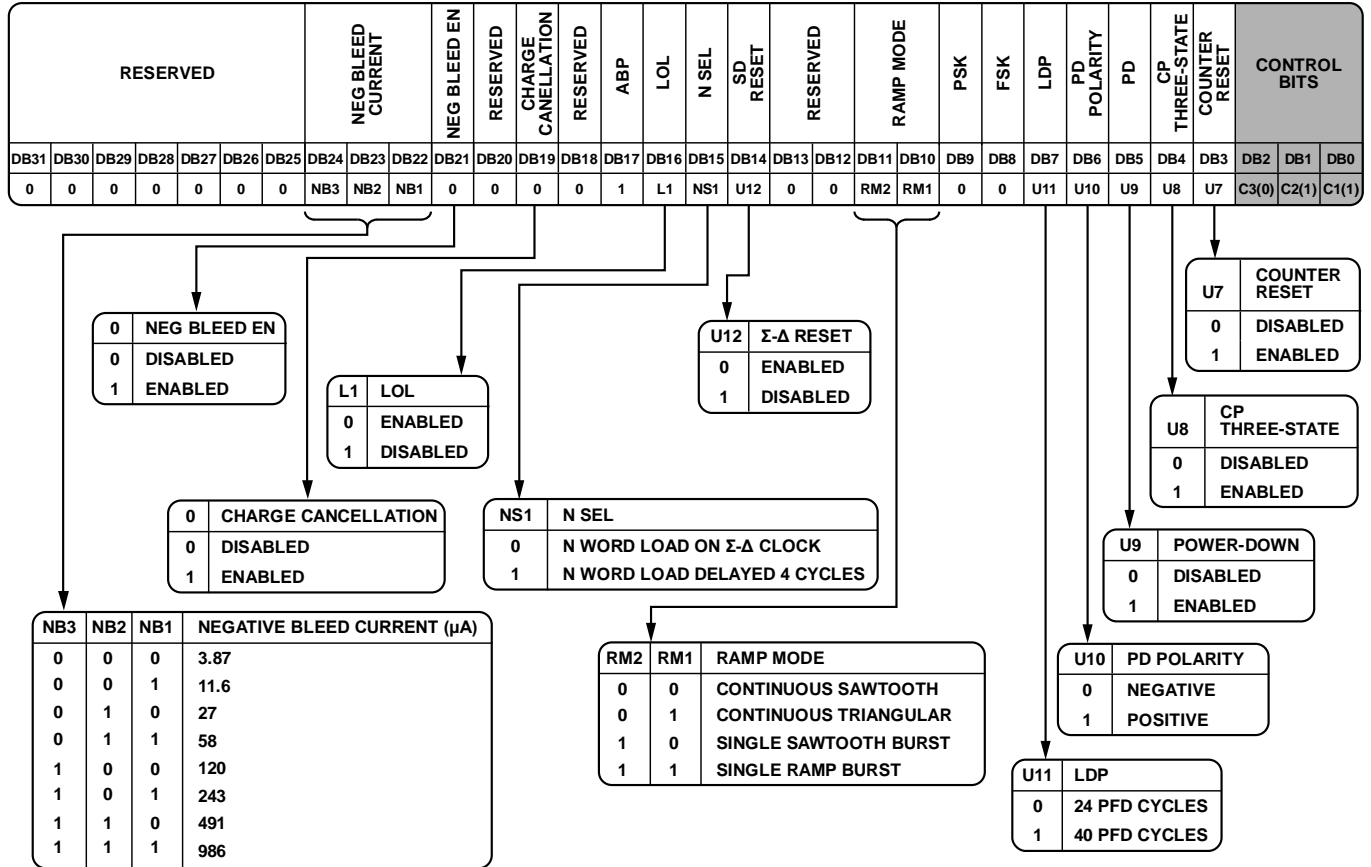 RESERVED
NEG BLEED
CURRENT
NEG BLEED EN
RESERVED
CHARGE
CANELLATION
RESERVED
ABP
LOL
N SEL
SD
RESET
RESERVED
RAMP MODE
PSK
FSK
LDP
PD
POLARITY
PD
CP
THREE-STATE
COUNTER
RESET
CONTROL
BITS
DB31 DB30 DB29 DB28 DB27 DB26 DB25 DB24 DB23 DB22 DB21 DB20 DB19 DB18 DB17 DB16 DB15 DB14 DB13 DB12 DB11 DB10 DB9 DB8 DB7 DB6 DB5 DB4 DB3 DB2 DB1 DB0
0 0 0 0 0 0 0 NB3 NB2 NB1 0 0 0 0 1 L1 NS1 U12 0 0 RM2 RM1 0 0 U11 U10 U9 U8 U7 C3(0) C2(1) C1(1)
U7 COUNTER
RESET
0 DISABLED
1 ENABLED
0 NEG BLEED EN
0 DISABLED
1 ENABLED
U12 Σ-Δ RESET
0 ENABLED
1 DISABLED
L1 LOL
0 ENABLED
1 DISABLED
U8 CP
THREE-STATE
0 DISABLED
1 ENABLED
0 CHARGE CANCELLATION
0 DISABLED
1 ENABLED
NS1 N SEL
0 N WORD LOAD ON Σ-Δ CLOCK
1 N WORD LOAD DELAYED 4 CYCLES
U9 POWER-DOWN
0 DISABLED
1 ENABLED
NB3 NB2 NB1 NEGATIVE BLEED CURRENT (µA)
0 0 0 3.87
0 0 1 11.6
0 1 0 27
0 1 1 58
1 0 0 120
1 0 1 243
1 1 0 491
1 1 1 986
RM2 RM1 RAMP MODE
0 0 CONTINUOUS SAWTOOTH
0 1 CONTINUOUS TRIANGULAR
1 0 SINGLE SAWTOOTH BURST
1 1 SINGLE RAMP BURST
U10 PD POLARITY
0 NEGATIVE
1 POSITIVE
U11 LDP
0 24 PFD CYCLES
1 40 PFD CYCLES